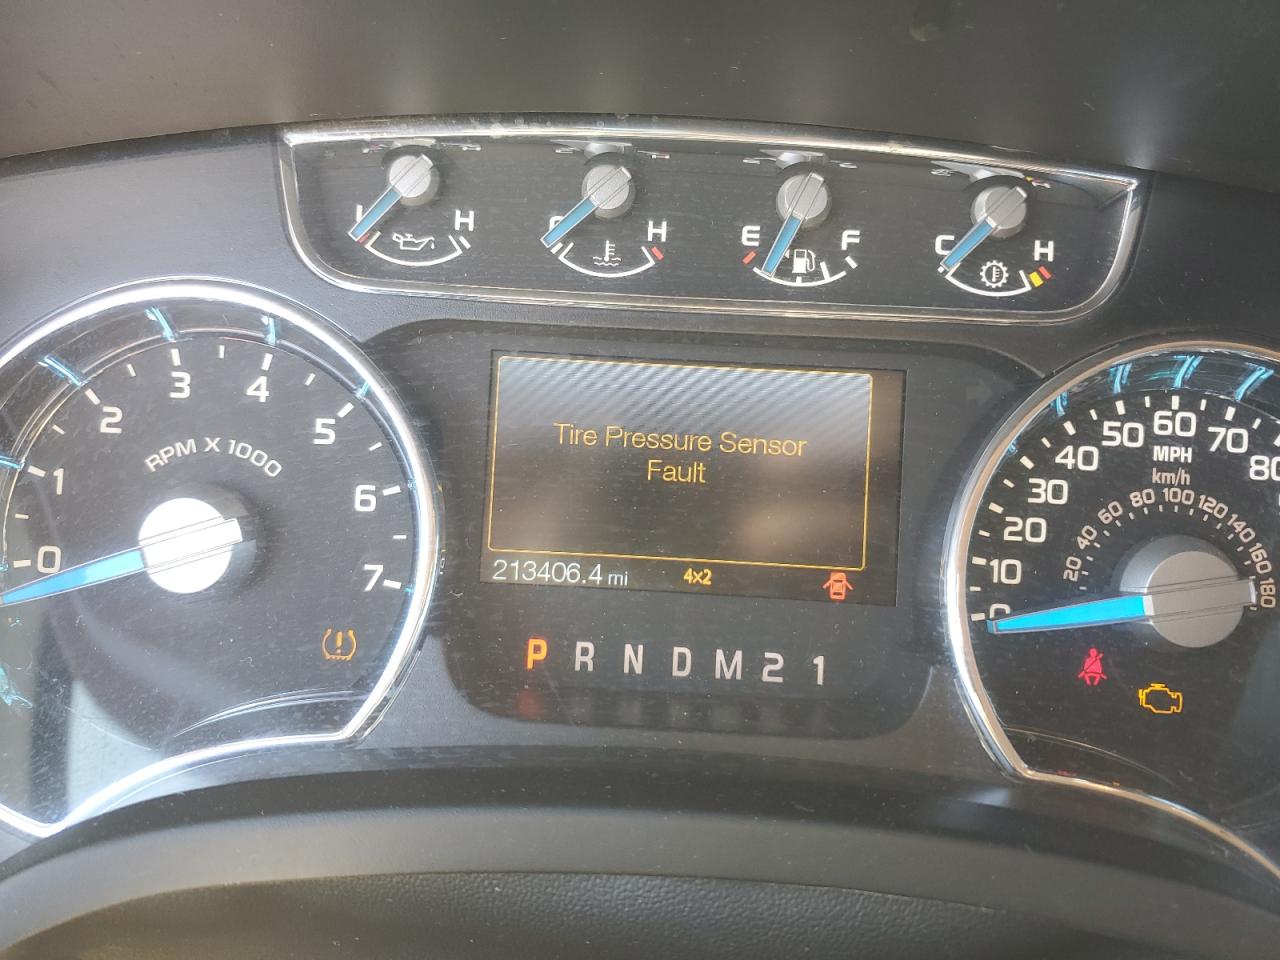 H
H
E F
C H
1 2 3 4 5 6 7
0
RPM X 1000
Tire Pressure Sensor
Fault
213406.4 mi 4x2
P R N D M 2 1
0 10 20 30 40 50 60 70 80
MPH
km/h
20 40 60 80 100 120 140 160 180